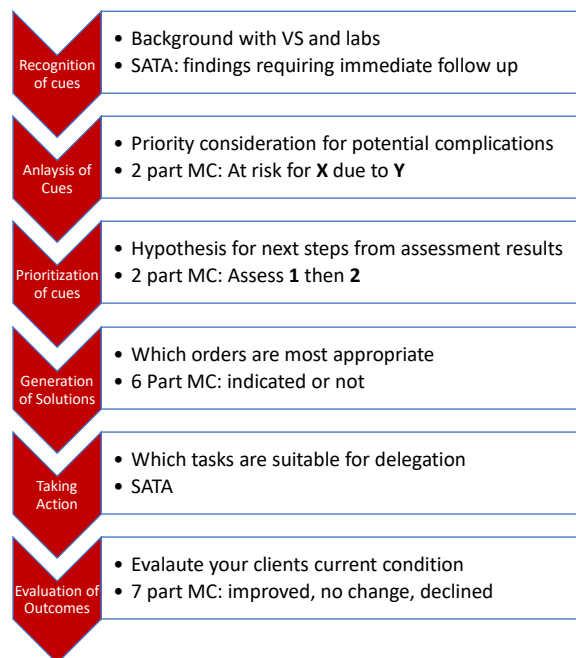 Recognition
of cues
• Background with VS and labs
• SATA: findings requiring immediate follow up
Anlaysis of
Cues
• Priority consideration for potential complications
• 2 part MC: At risk for X due to Y
Prioritization
of cues
• Hypothesis for next steps from assessment results
• 2 part MC: Assess 1 then 2
Generation
of Solutions
• Which orders are most appropriate
• 6 Part MC: indicated or not
Taking
Action
• Which tasks are suitable for delegation
• SATA
Evaluation of
Outcomes
• Evalaute your clients current condition
• 7 part MC: improved, no change, declined